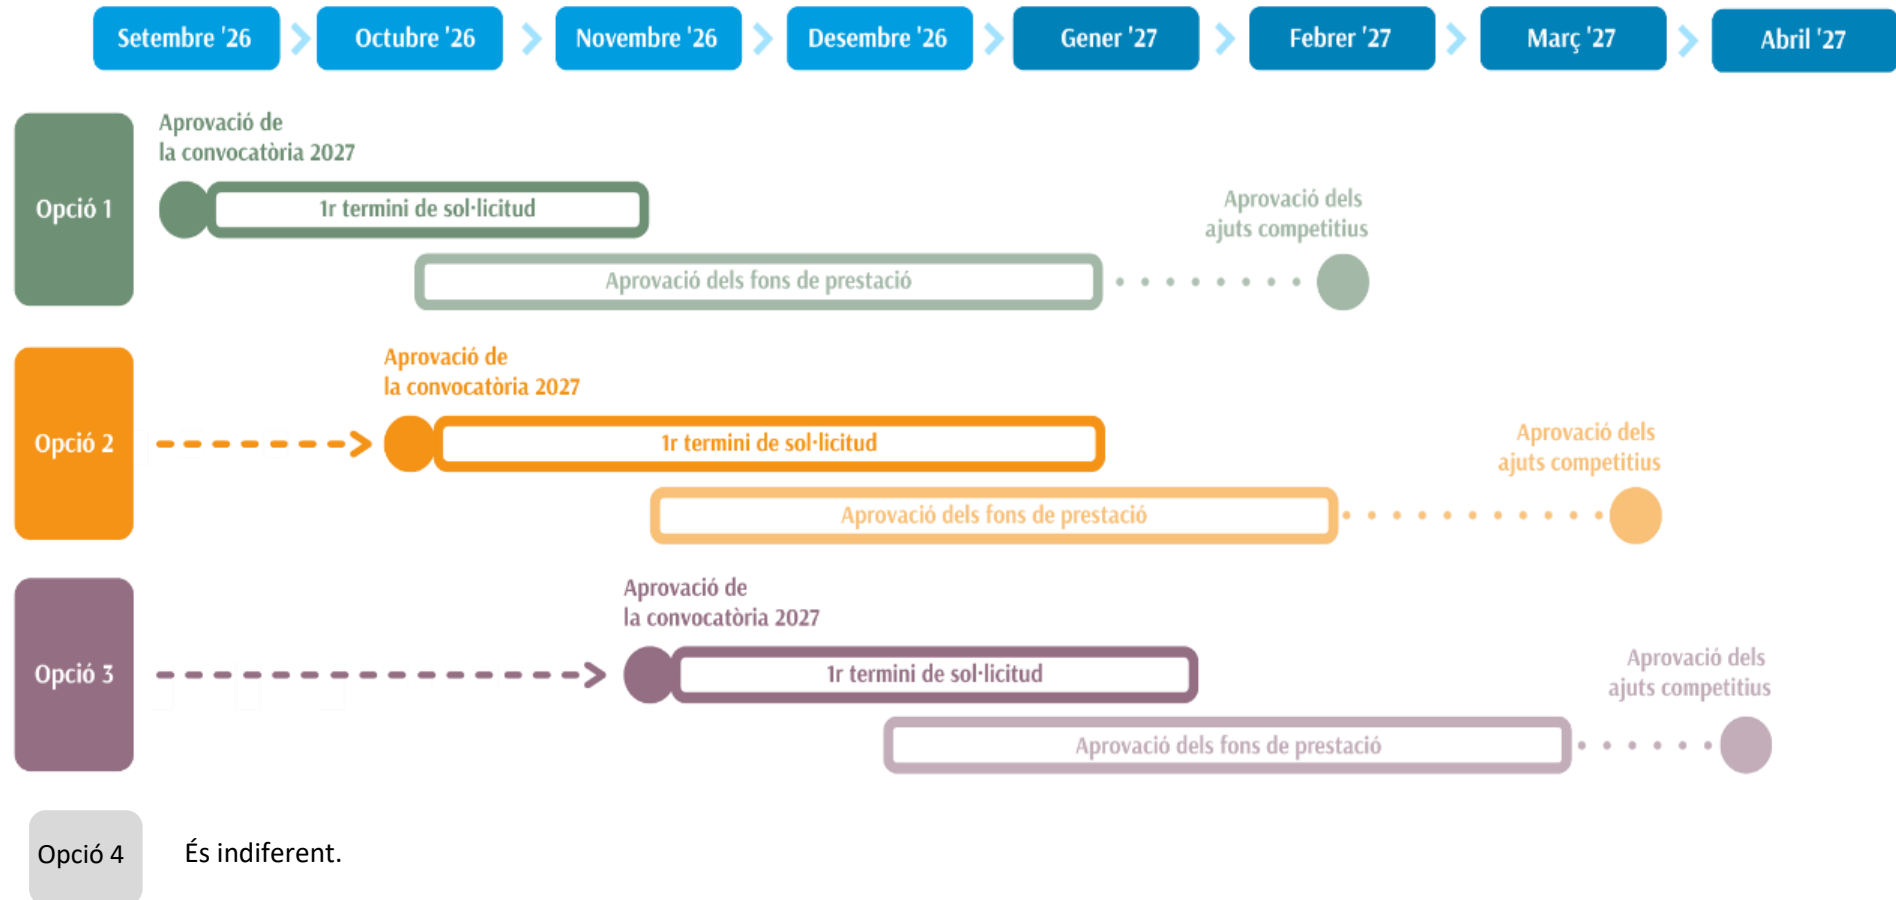 Setembre '26
Octubre '26
Novembre '26
Desembre '26
Gener '27
Febrer '27
Març '27
Abril '27
Opció 1
Aprovació de
la convocatòria 2027
1r termini de sol·licitud
Aprovació dels fons de prestació
Aprovació dels
ajuts competitius
Opció 2
Aprovació de
la convocatòria 2027
1r termini de sol·licitud
Aprovació dels fons de prestació
Aprovació dels
ajuts competitius
Opció 3
Aprovació de
la convocatòria 2027
1r termini de sol·licitud
Aprovació dels fons de prestació
Aprovació dels
ajuts competitius
Opció 4
És indiferent.